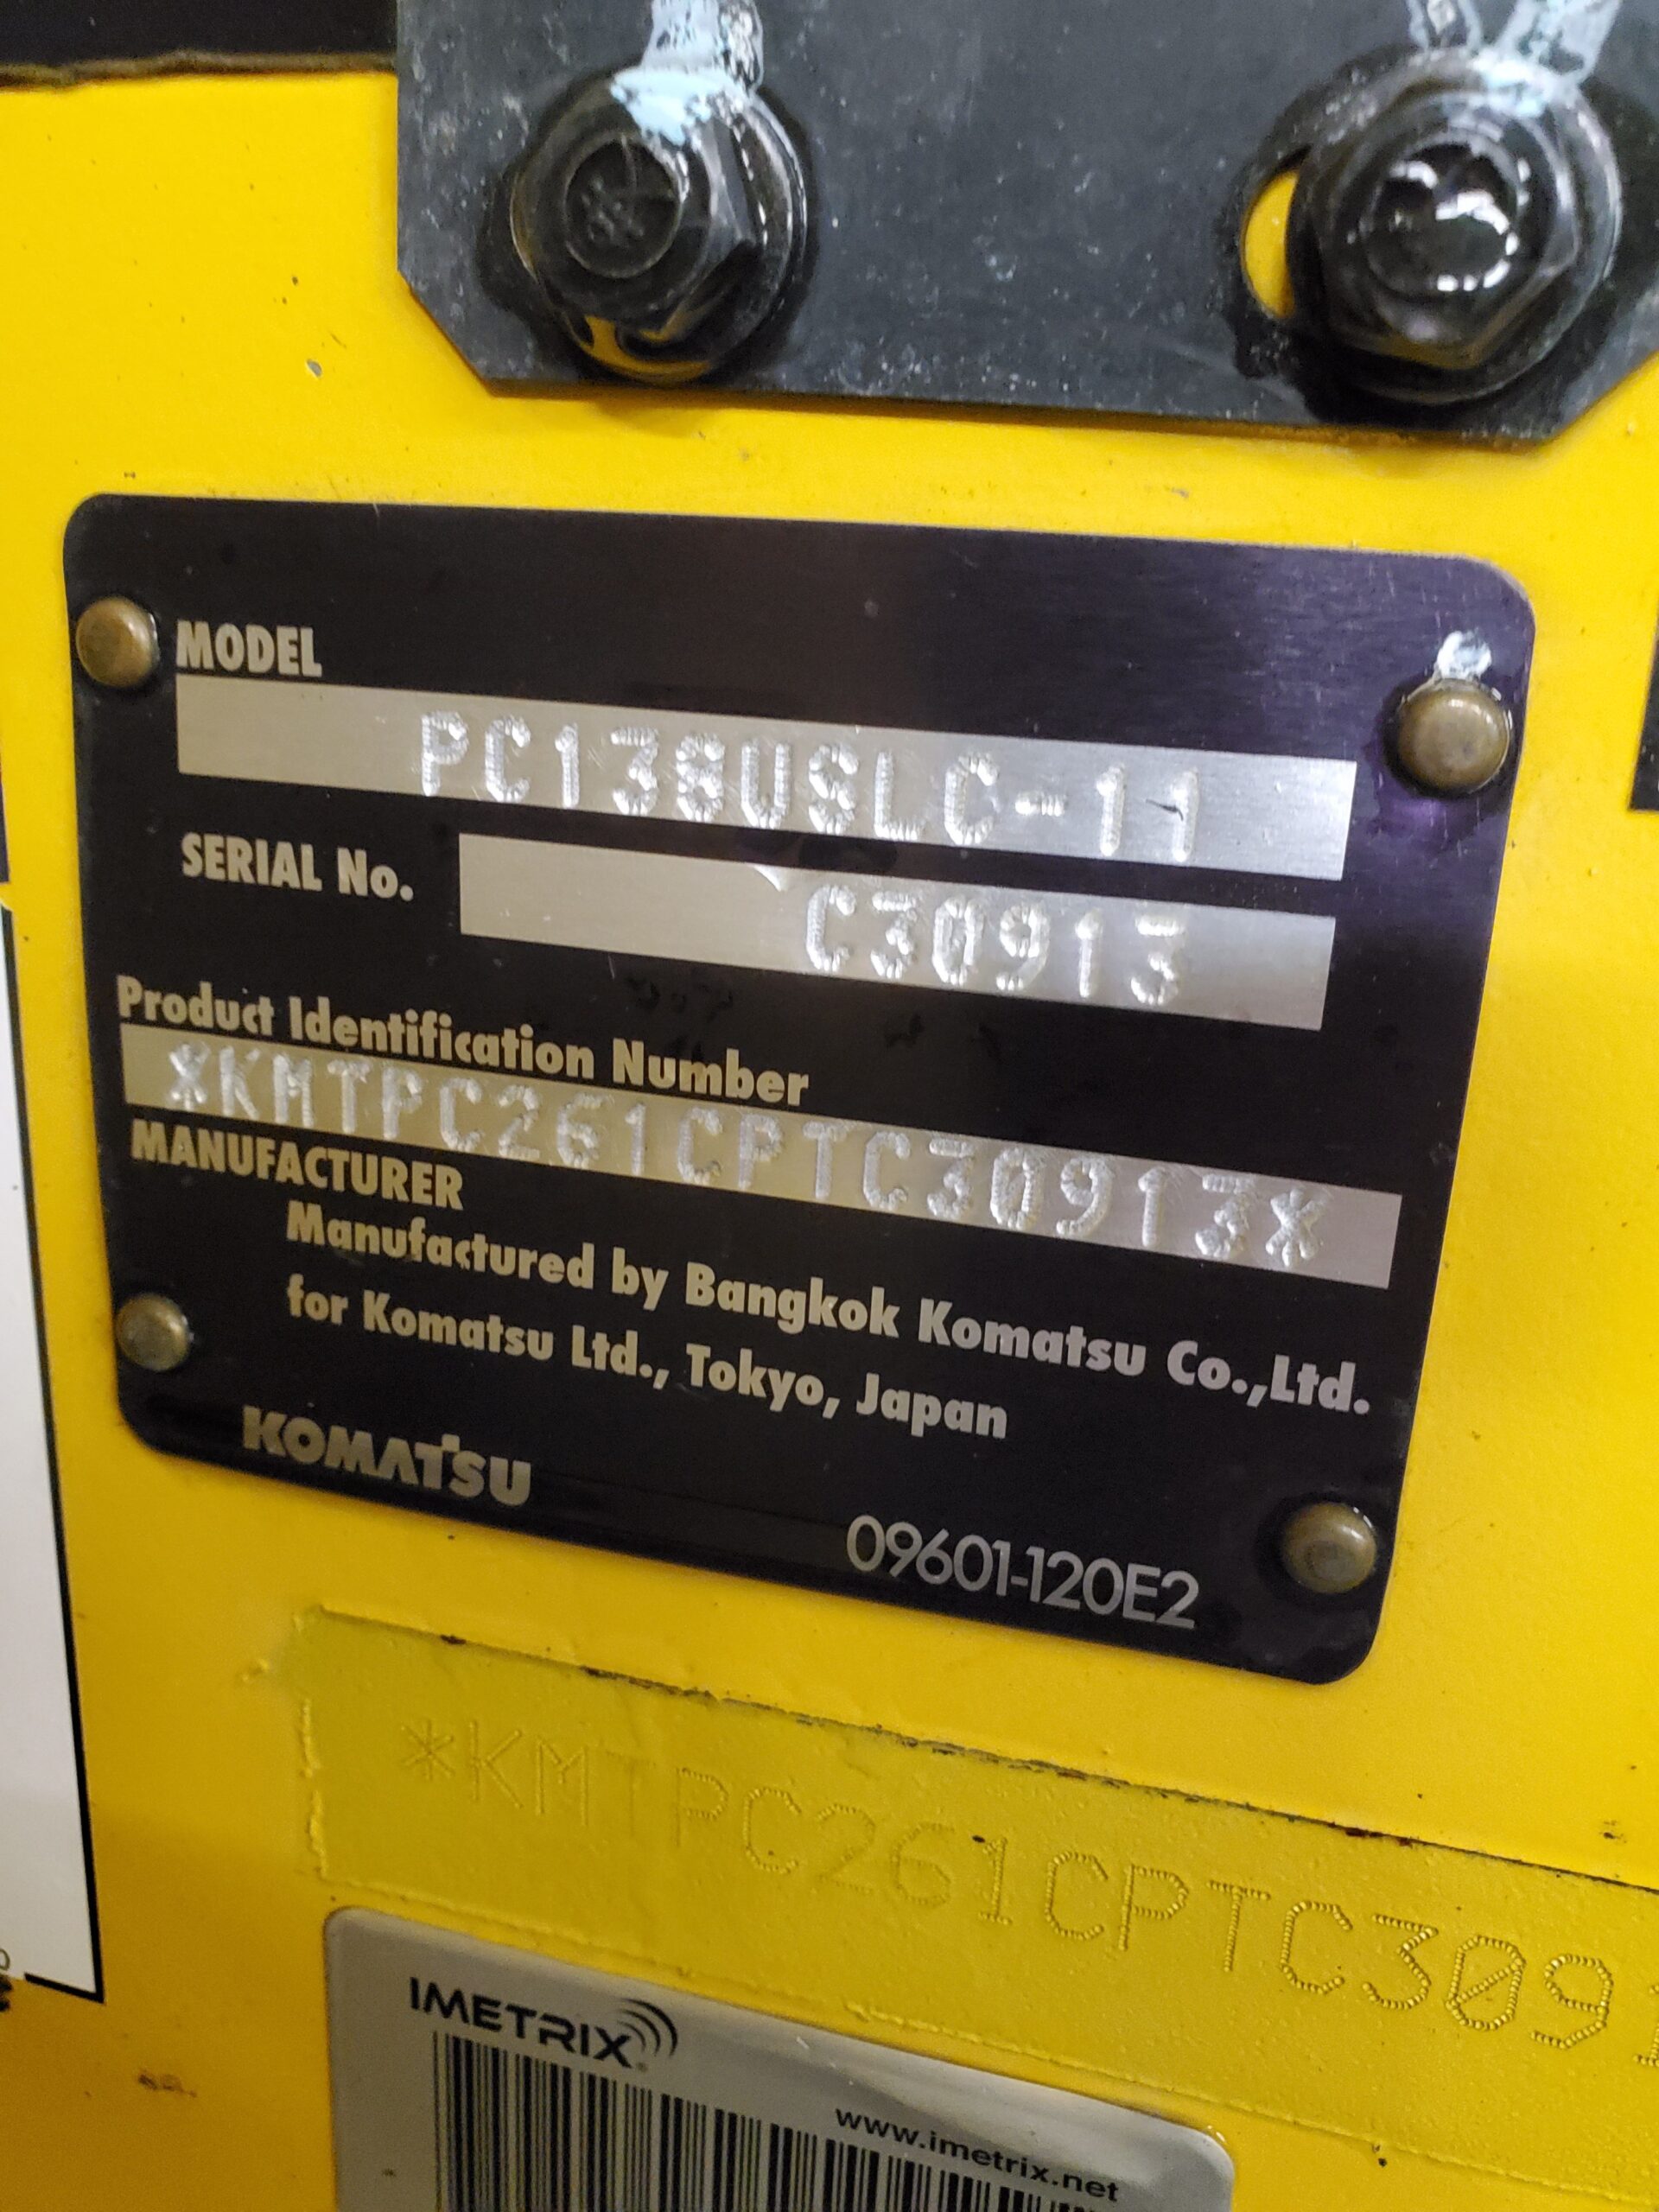 MODEL
PC138USLC-11
SERIAL No.
C30913
Product Identification Number
*KMTPC261CPTC30913*
MANUFACTURER
Manufactured by Bangkok Komatsu Co.,Ltd.
for Komatsu Ltd., Tokyo, Japan
KOMATSU
09601-120E2
*KMTPC261CPTC3091
IMETRIX
www.imetrix.net